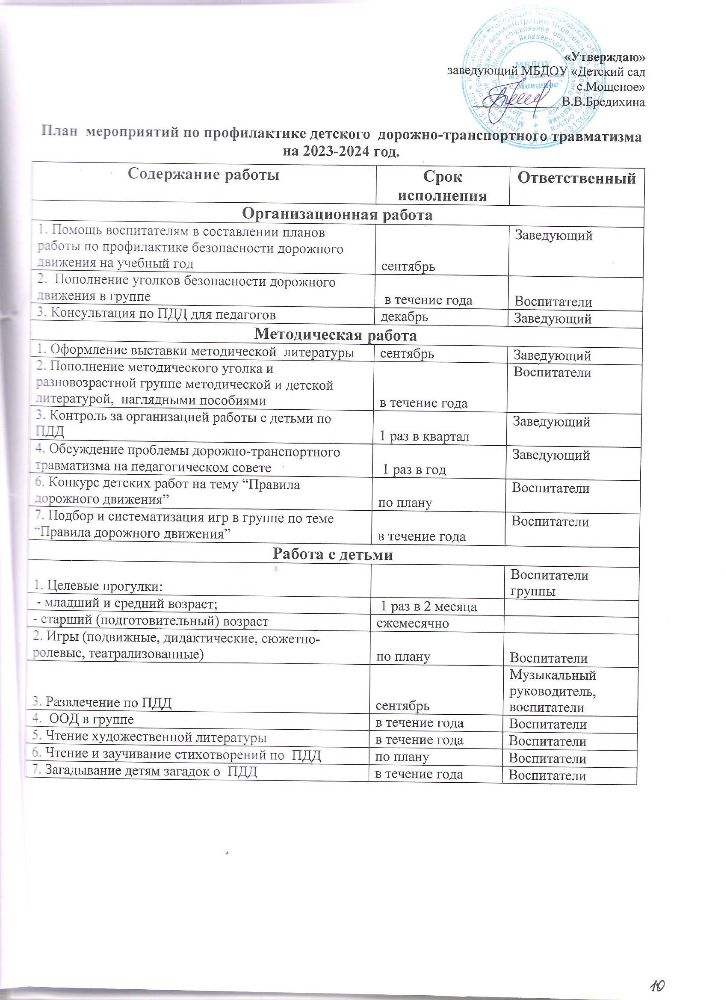 «Утверждаю»
заведующий МБДОУ «Детский сад
с.Мощеное»
В.В.Бредихина
МБДОУ
с.Мощеное"
План мероприятий по профилактике детского дорожно-транспортного травматизма
на 2023-2024 год.
Содержание работы Срок Ответственный
исполнения
Организационная работа
1. Помощь воспитателям в составлении планов Заведующий
работы по профилактике безопасности дорожного
движения на учебный год сентябрь
2. Пополнение уголков безопасности дорожного
движения в группе в течение года Воспитатели
3. Консультация по ПДД для педагогов декабрь Заведующий
Методическая работа
1. Оформление выставки методической литературы сентябрь Заведующий
2. Пополнение методического уголка и Воспитатели
разновозрастной группе методической и детской
литературой, наглядными пособиями в течение года
3. Контроль за организацией работы с детьми по Заведующий
ПДД 1 раз в квартал
4. Обсуждение проблемы дорожно-транспортного Заведующий
травматизма на педагогическом совете 1 раз в год
6. Конкурс детских работ на тему “Правила Воспитатели
дорожного движения” по плану
7. Подбор и систематизация игр в группе по теме Воспитатели
“Правила дорожного движения” в течение года
Работа с детьми
Воспитатели
1. Целевые прогулки: группы
- младший и средний возраст; 1 раз в 2 месяца
- старший (подготовительный) возраст ежемесячно
2. Игры (подвижные, дидактические, сюжетно-
ролевые, театрализованные) по плану Воспитатели
Музыкальный
руководитель,
3. Развлечение по ПДД сентябрь воспитатели
4. ООД в группе в течение года Воспитатели
5. Чтение художественной литературы в течение года Воспитатели
6. Чтение и заучивание стихотворений по ПДД по плану Воспитатели
7. Загадывание детям загадок о ПДД в течение года Воспитатели
10